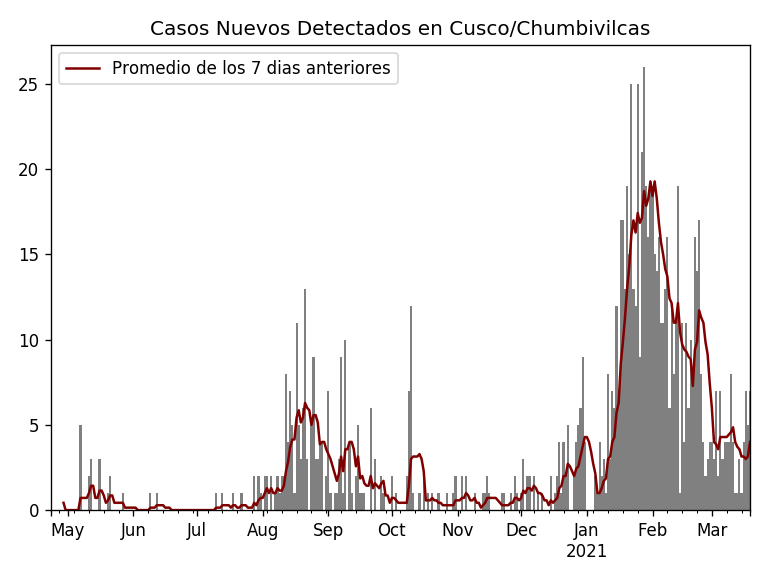 Casos Nuevos Detectados en Cusco/Chumbivilcas
Promedio de los 7 dias anteriores
25
20
15
10
5
0
May Jun Jul Aug Sep Oct Nov Dec Jan Feb Mar
2021